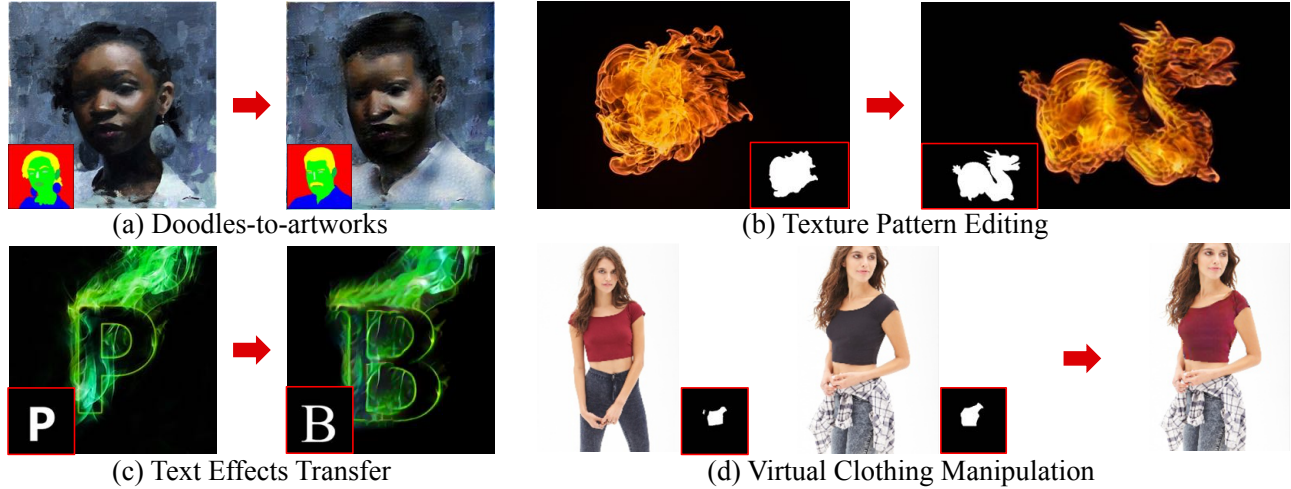 (a) Doodles-to-artworks
(b) Texture Pattern Editing
P
P
B
B
(c) Text Effects Transfer
(d) Virtual Clothing Manipulation